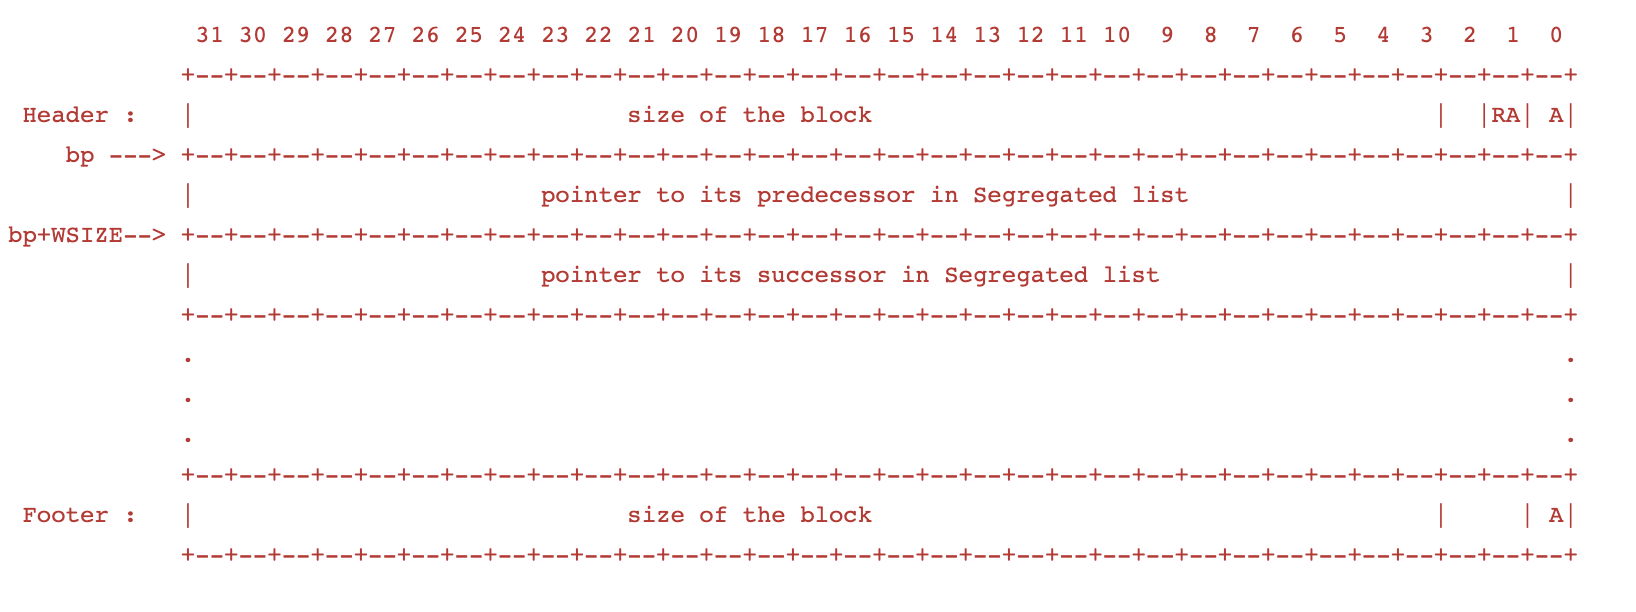 31 30 29 28 27 26 25 24 23 22 21 20 19 18 17 16 15 14 13 12 11 10 9 8 7 6 5 4 3 2 1 0
+--+--+--+--+--+--+--+--+--+--+--+--+--+--+--+--+--+--+--+--+--+--+--+--+--+--+--+--+--+--+--+--+
Header : | size of the block | |RA| A|
bp ---> +--+--+--+--+--+--+--+--+--+--+--+--+--+--+--+--+--+--+--+--+--+--+--+--+--+--+--+--+--+--+--+--+
| pointer to its predecessor in Segregated list |
bp+WSIZE--> +--+--+--+--+--+--+--+--+--+--+--+--+--+--+--+--+--+--+--+--+--+--+--+--+--+--+--+--+--+--+--+--+
| pointer to its successor in Segregated list |
+--+--+--+--+--+--+--+--+--+--+--+--+--+--+--+--+--+--+--+--+--+--+--+--+--+--+--+--+--+--+--+--+
. .
. .
. .
+--+--+--+--+--+--+--+--+--+--+--+--+--+--+--+--+--+--+--+--+--+--+--+--+--+--+--+--+--+--+--+--+
Footer : | size of the block | | A|
+--+--+--+--+--+--+--+--+--+--+--+--+--+--+--+--+--+--+--+--+--+--+--+--+--+--+--+--+--+--+--+--+